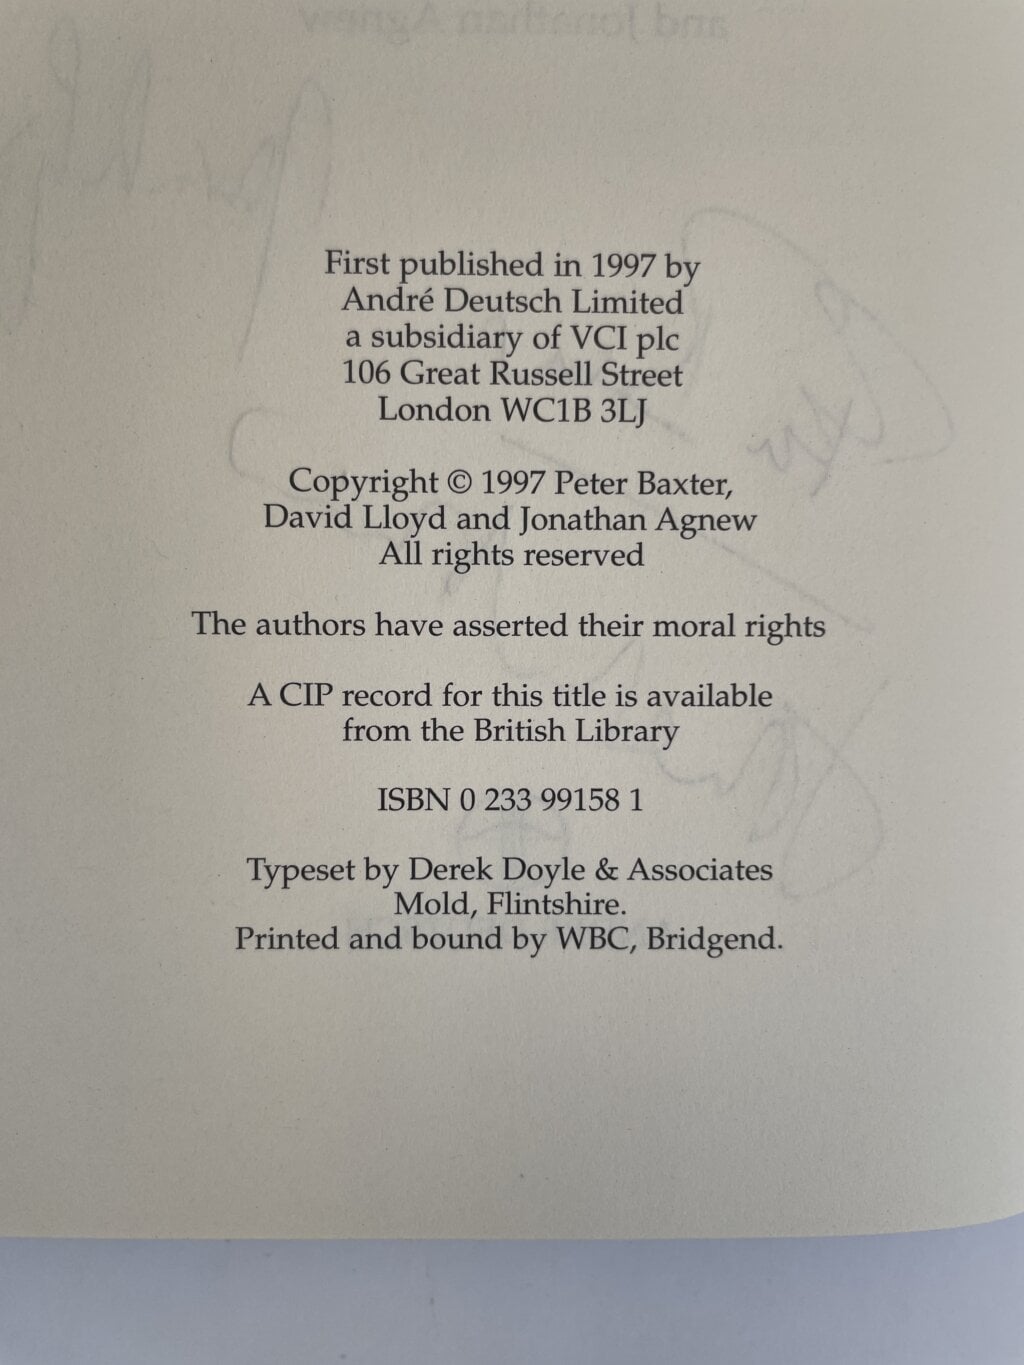 and Jonathan Agnew
First published in 1997 by
André Deutsch Limited
a subsidiary of VCI plc
106 Great Russell Street
London WC1B 3LJ
Copyright © 1997 Peter Baxter,
David Lloyd and Jonathan Agnew
All rights reserved
The authors have asserted their moral rights
A CIP record for this title is available
from the British Library
ISBN 0 233 99158 1
Typeset by Derek Doyle & Associates
Mold, Flintshire.
Printed and bound by WBC, Bridgend.